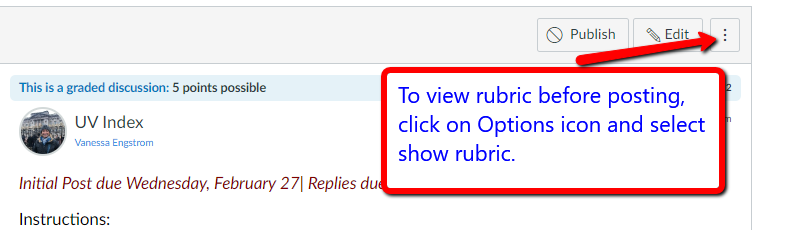 Publish Edit
This is a graded discussion: 5 points possible 2
To view rubric before posting,
click on Options icon and select
show rubric.
UV Index
Vanessa Engstrom
Initial Post due Wednesday, February 27| Replies due
Instructions: